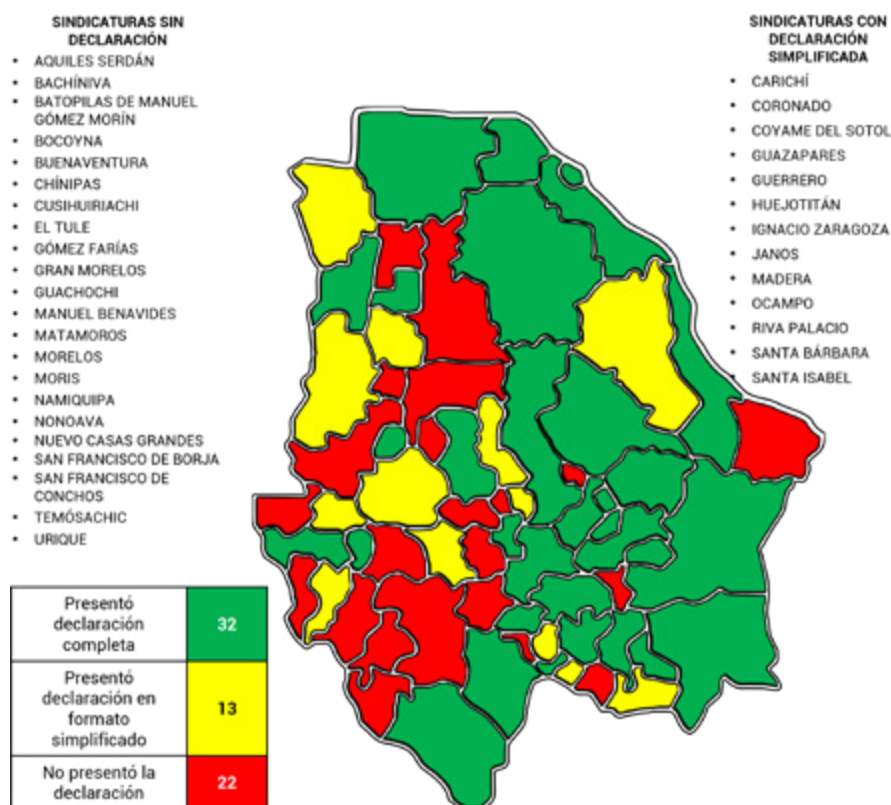 SINDICATURAS SIN
DECLARACIÓN
• AQUILES SERDÁN
• BACHÍNIVA
• BATOPILAS DE MANUEL
GÓMEZ MORÍN
• BOCOYNA
• BUENAVENTURA
• CHÍNIPAS
• CUSIHUIRIACHI
• EL TULE
• GÓMEZ FARÍAS
• GRAN MORELOS
• GUACHOCHI
• MANUEL BENAVIDES
• MATAMOROS
• MORELOS
• MORIS
• NAMIQUIPA
• NONOAVA
• NUEVO CASAS GRANDES
• SAN FRANCISCO DE BORJA
• SAN FRANCISCO DE
CONCHOS
• TEMÓSACHIC
• URIQUE
SINDICATURAS CON
DECLARACIÓN
SIMPLIFICADA
• CARICHÍ
• CORONADO
• COYAME DEL SOTOL
• GUAZAPARES
• GUERRERO
• HUEJOTITÁN
• IGNACIO ZARAGOZA
• JANOS
• MADERA
• OCAMPO
• RIVA PALACIO
• SANTA BÁRBARA
• SANTA ISABEL
Presentó
declaración
completa
32
Presentó
declaración en
formato
simplificado
13
No presentó la
declaración
22